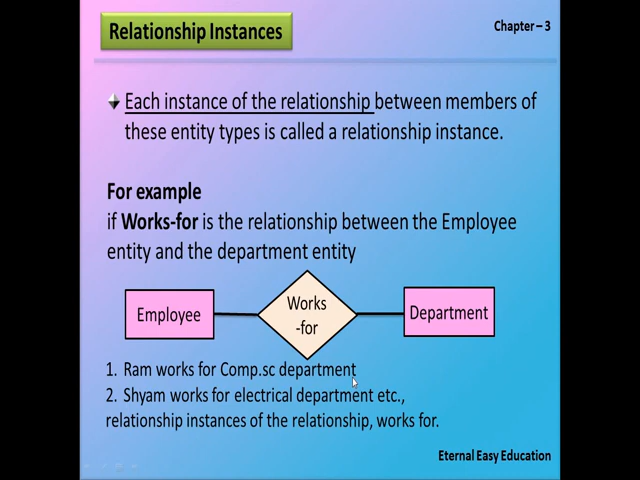 Relationship Instances
Chapter – 3
Each instance of the relationship between members of
these entity types is called a relationship instance.
For example
if Works-for is the relationship between the Employee
entity and the department entity
Employee
Works
-for
Department
1. Ram works for Comp.sc department
2. Shyam works for electrical department etc.,
relationship instances of the relationship, works for.
Eternal Easy Education